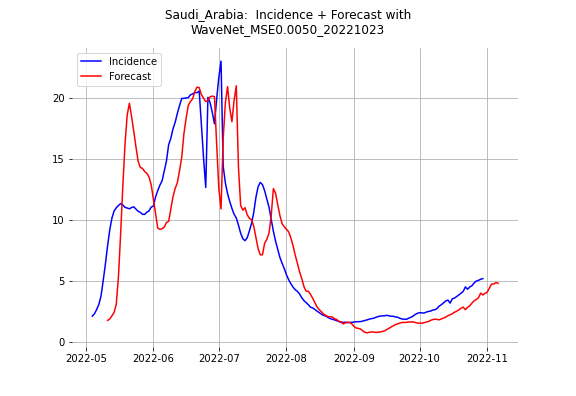 Saudi_Arabia:  Incidence + Forecast with
WaveNet_MSE0.0050_20221023
Incidence
Forecast
20
15
10
5
0
2022-05 2022-06 2022-07 2022-08 2022-09 2022-10 2022-11